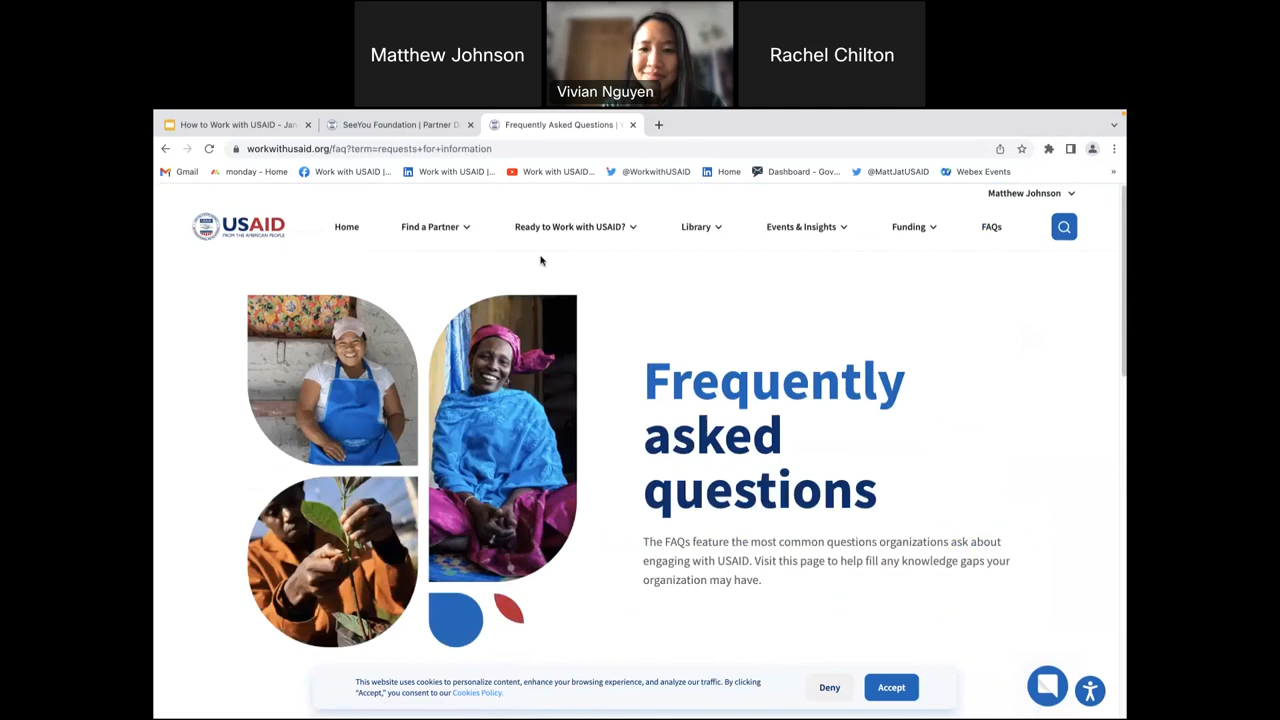 Matthew Johnson
Vivian Nguyen
Rachel Chilton
How to Work with USAID - Jan
SeeYou Foundation | Partner D
Frequently Asked Questions |
workwithusaid.org/faq?term=requests+for+information
Gmail
monday - Home
Work with USAID |...
Work with USAID |...
Work with USAID...
@WorkwithUSAID
Home
Dashboard - Gov...
@MattJatUSAID
Webex Events
»
Matthew Johnson
USAID
FROM THE AMERICAN PEOPLE
Home
Find a Partner
Ready to Work with USAID?
Library
Events & Insights
Funding
FAQs
Frequently
asked
questions
The FAQs feature the most common questions organizations ask about
engaging with USAID. Visit this page to help fill any knowledge gaps your
organization may have.
This website uses cookies to personalize content, enhance your browsing experience, and analyze our traffic. By clicking
“Accept,” you consent to our Cookies Policy.
Deny
Accept